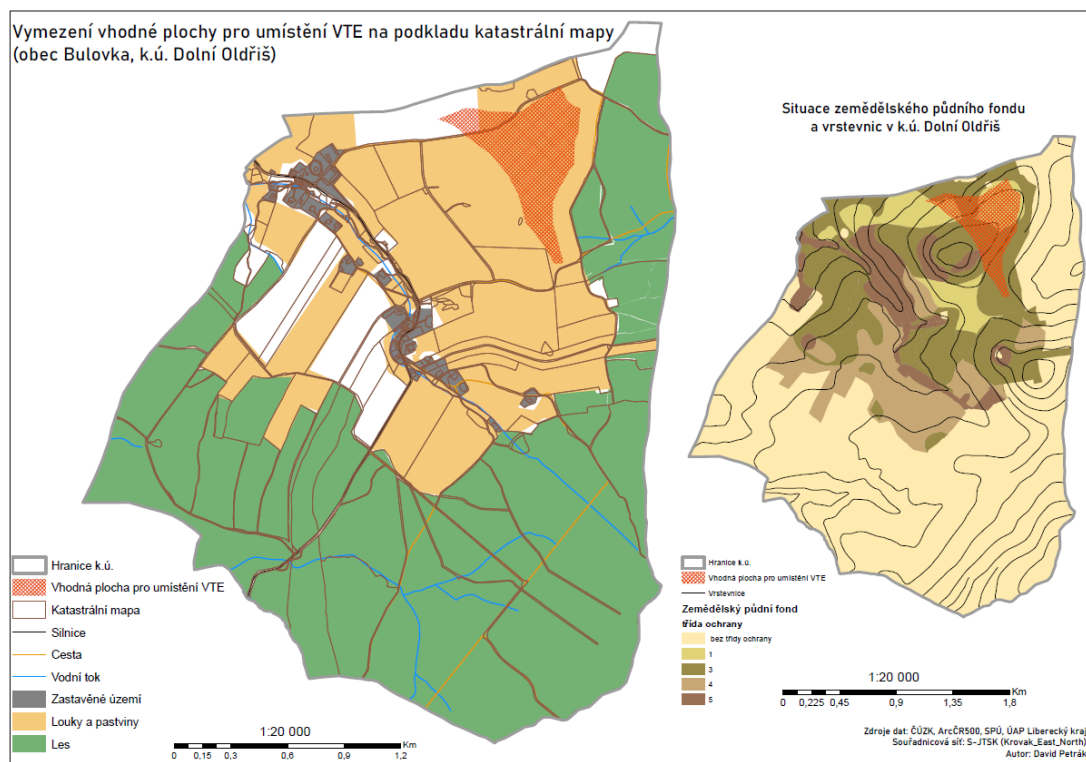 Vymezení vhodné plochy pro umístění VTE na podkladu katastrální mapy
(obec Bulovka, k.ú. Dolní Oldřiš)
Situace zemědělského půdního fondu
a vrstevnic v k.ú. Dolní Oldřiš
Hranice k.ú.
Vhodná plocha pro umístění VTE
Katastrální mapa
Silnice
Cesta
Vodní tok
Zastavěné území
Louky a pastviny
Les
1:20 000
Km
0 0,15 0,3 0,6 0,9 1,2
Hranice k.ú.
Vhodná plocha pro umístění VTE
Vrstevnice
Zemědělský půdní fond
třída ochrany
bez třídy ochrany
1
3
4
5
1:20 000
Km
0 0,225 0,45 0,9 1,35 1,8
Zdroje dat: ČÚZK, ArcČR500, SPÚ, ÚAP Liberecký kraj
Souřadnicová síť: S-JTSK (Krovak_East_North)
Autor: David Petrák